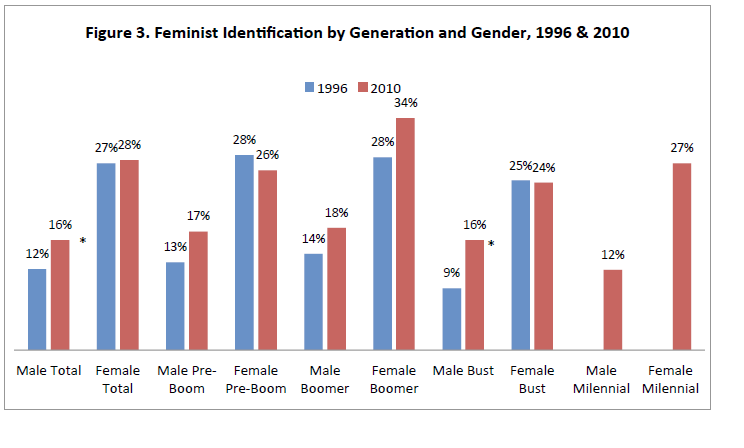 Figure 3. Feminist Identification by Generation and Gender, 1996 & 2010
1996 2010
34%
27% 28% 28% 26% 28% 25% 24% 27%
12% 16% * 13% 17% 14% 18% 9% 16% * 12%
Male Total Female Male Pre- Female Male Female Male Bust Female Male Female
Total Boom Pre-Boom Boomer Boomer Bust Milennial Milennial